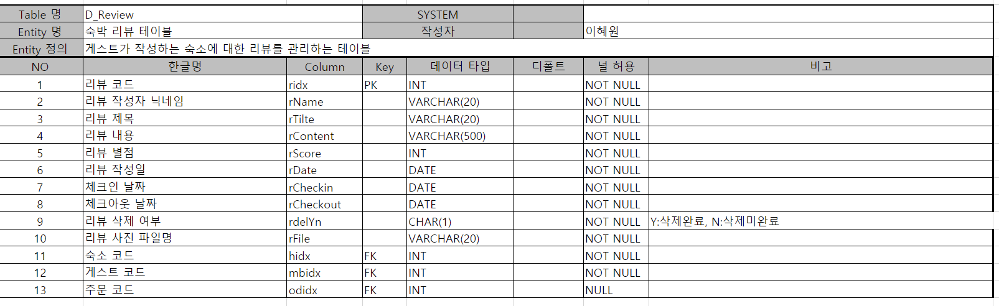 Table 명 D_Review SYSTEM
Entity 명 숙박 리뷰 테이블 작성자 이혜원
Entity 정의 게스트가 작성하는 숙소에 대한 리뷰를 관리하는 테이블
NO 한글명 Column Key 데이터 타입 디폴트 널 허용 비고
1 리뷰 코드 ridx PK INT NOT NULL
2 리뷰 작성자 닉네임 rName VARCHAR(20) NOT NULL
3 리뷰 제목 rTilte VARCHAR(20) NOT NULL
4 리뷰 내용 rContent VARCHAR(500) NOT NULL
5 리뷰 별점 rScore INT NOT NULL
6 리뷰 작성일 rDate DATE NOT NULL
7 체크인 날짜 rCheckin DATE NOT NULL
8 체크아웃 날짜 rCheckout DATE NOT NULL
9 리뷰 삭제 여부 rdelYn CHAR(1) NOT NULL Y:삭제완료, N:삭제미완료
10 리뷰 사진 파일명 rFile VARCHAR(20) NOT NULL
11 숙소 코드 hidx FK INT NOT NULL
12 게스트 코드 mbidx FK INT NOT NULL
13 주문 코드 odidx FK INT NULL